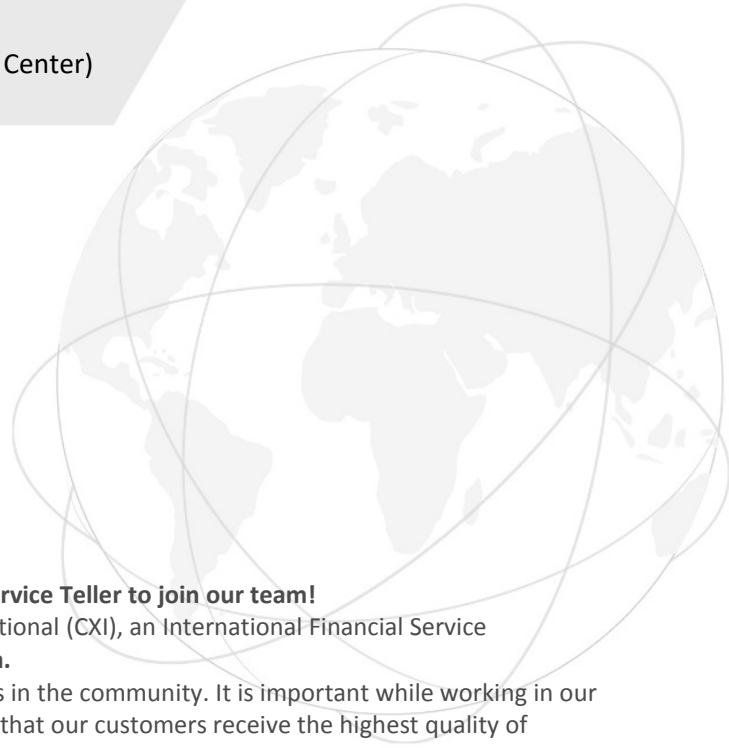 Center)
rvice Teller to join our team!
tional (CXI), an International Financial Service
.
s in the community. It is important while working in our
that our customers receive the highest quality of